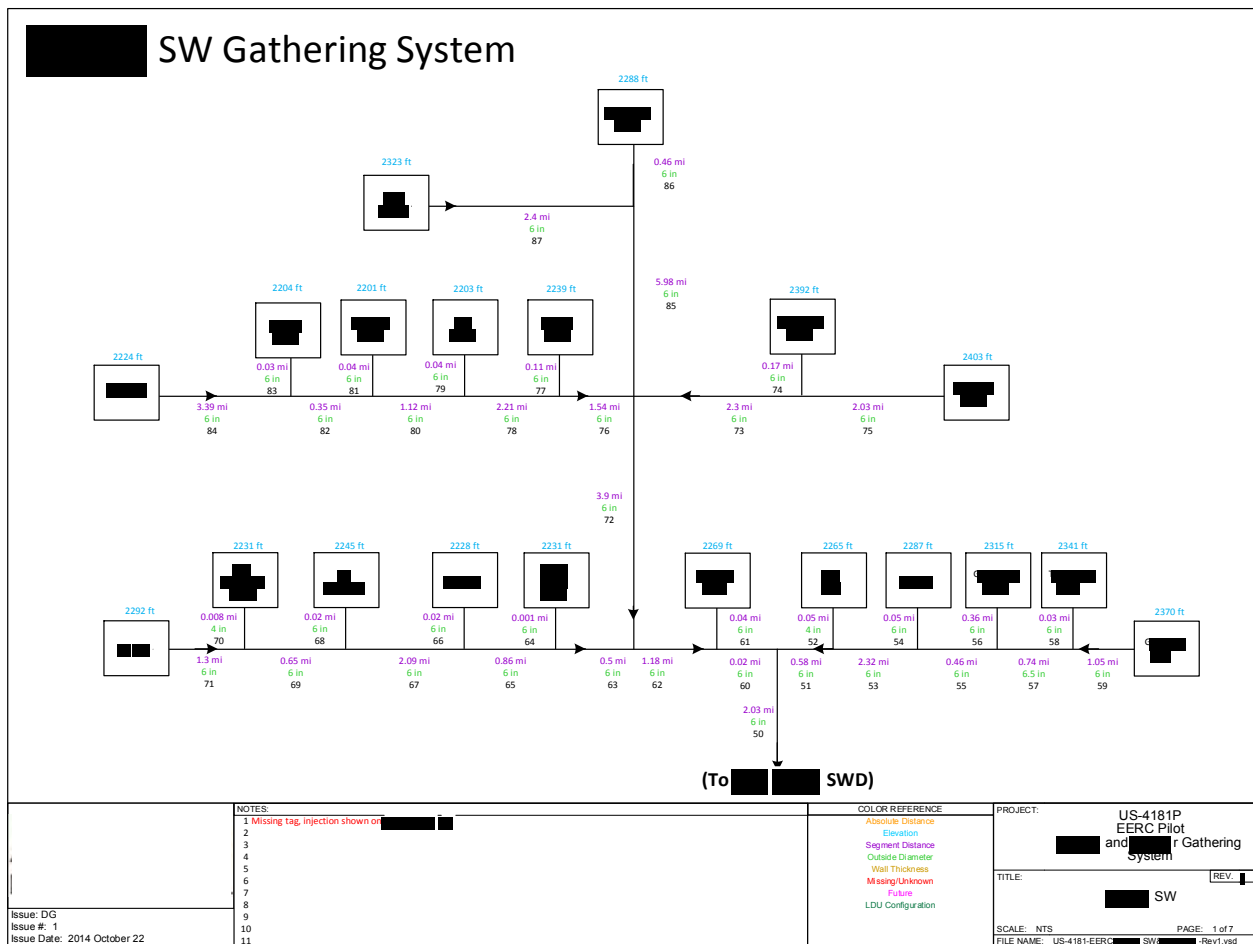 SW Gathering System
2288 ft
2323 ft
0.46 mi
6 in
86
2.4 mi
6 in
87
5.98 mi
6 in
85
2204 ft
2201 ft
2203 ft
2239 ft
2392 ft
2224 ft
2403 ft
0.03 mi
6 in
83
0.04 mi
6 in
81
0.04 mi
6 in
79
0.11 mi
6 in
77
0.17 mi
6 in
74
3.39 mi
6 in
84
0.35 mi
6 in
82
1.12 mi
6 in
80
2.21 mi
6 in
78
1.54 mi
6 in
76
2.3 mi
6 in
73
2.03 mi
6 in
75
3.9 mi
6 in
72
2231 ft
2245 ft
2228 ft
2231 ft
2269 ft
2265 ft
2287 ft
2315 ft
2341 ft
2292 ft
2370 ft
0.008 mi
4 in
70
0.02 mi
6 in
68
0.02 mi
6 in
66
0.001 mi
6 in
64
0.04 mi
6 in
61
0.05 mi
4 in
52
0.05 mi
6 in
54
0.36 mi
6 in
56
0.03 mi
6 in
58
1.3 mi
6 in
71
0.65 mi
6 in
69
2.09 mi
6 in
67
0.86 mi
6 in
65
0.5 mi
6 in
63
1.18 mi
6 in
62
0.02 mi
6 in
60
0.58 mi
6 in
51
2.32 mi
6 in
53
0.46 mi
6 in
55
0.74 mi
6.5 in
57
1.05 mi
6 in
59
2.03 mi
6 in
50
(To SWD)
Issue: DG
Issue #: 1
Issue Date: 2014 October 22
NOTES:
1 Missing tag, injection shown on
2
3
4
5
6
7
8
9
10
11
COLOR REFERENCE
Absolute Distance
Elevation
Segment Distance
Outside Diameter
Wall Thickness
Missing/Unknown
Future
LDU Configuration
PROJECT:
US-4181P
EERC Pilot
and r Gathering
System
TITLE:
REV.
SW
SCALE: NTS
PAGE: 1 of 7
FILE NAME: US-4181-EERC SW& -Rev1.vsd